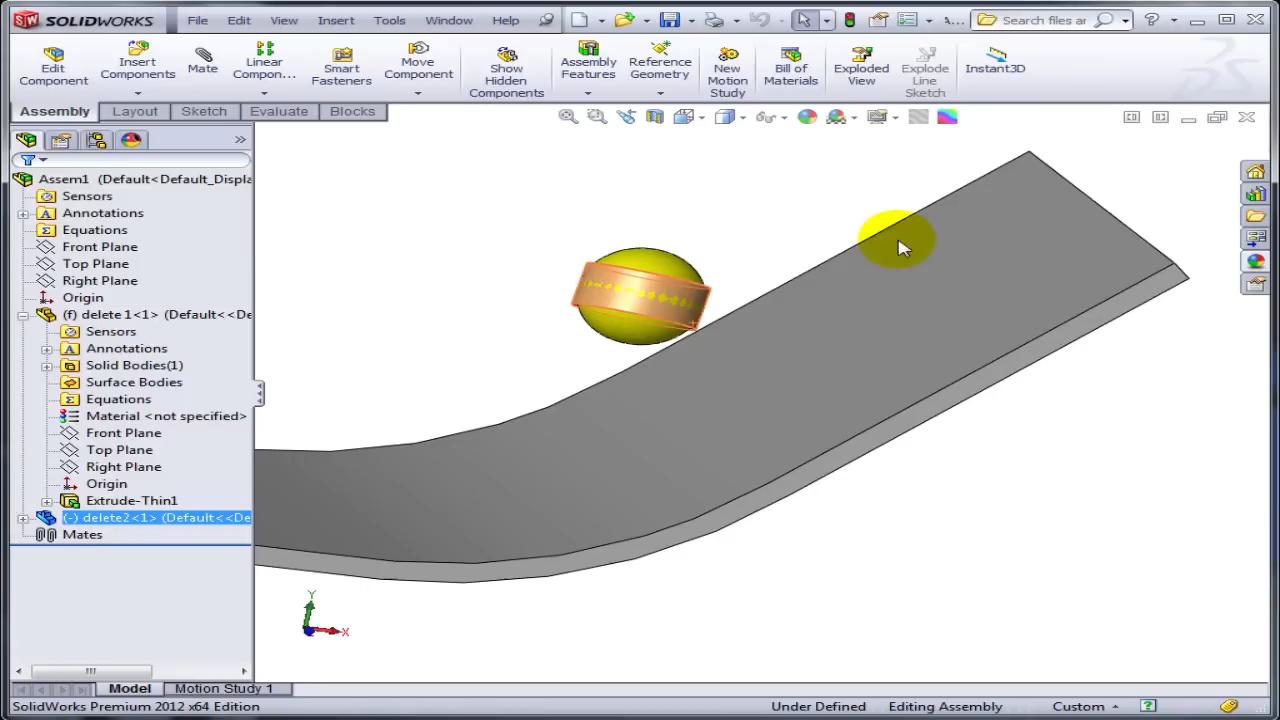 SW SOLIDWORKS File Edit View Insert Tools Window Help Search files ar
Edit Component
Insert Components
Mate
Linear Compon...
Smart Fasteners
Move Component
Show Hidden Components
Assembly Features
Reference Geometry
New Motion Study
Bill of Materials
Exploded View
Explode Line Sketch
Instant3D
Assembly Layout Sketch Evaluate Blocks
Assem1 (Default<Default_Displa
Sensors
Annotations
Equations
Front Plane
Top Plane
Right Plane
Origin
(f) delete1<1> (Default<<De
Sensors
Annotations
Solid Bodies(1)
Surface Bodies
Equations
Material <not specified>
Front Plane
Top Plane
Right Plane
Origin
Extrude-Thin1
(-) delete2<1> (Default<<De
Mates
Y
X
Model Motion Study 1
SolidWorks Premium 2012 x64 Edition Under Defined Editing Assembly Custom